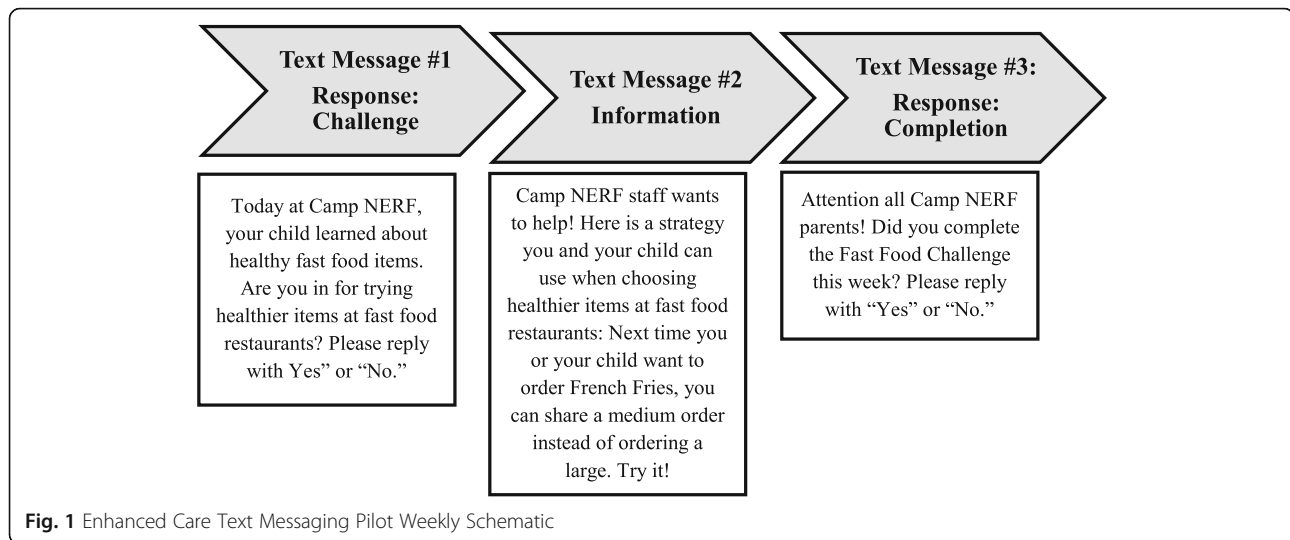 Text Message #1
Response:
Challenge
Today at Camp NERF,
your child learned about
healthy fast food items.
Are you in for trying
healthier items at fast food
restaurants? Please reply
with Yes” or “No.”
Text Message #2
Information
Camp NERF staff wants
to help! Here is a strategy
you and your child can
use when choosing
healthier items at fast food
restaurants: Next time you
or your child want to
order French Fries, you
can share a medium order
instead of ordering a
large. Try it!
Text Message #3:
Response:
Completion
Attention all Camp NERF
parents! Did you complete
the Fast Food Challenge
this week? Please reply
with “Yes” or “No.”
Fig. 1 Enhanced Care Text Messaging Pilot Weekly Schematic